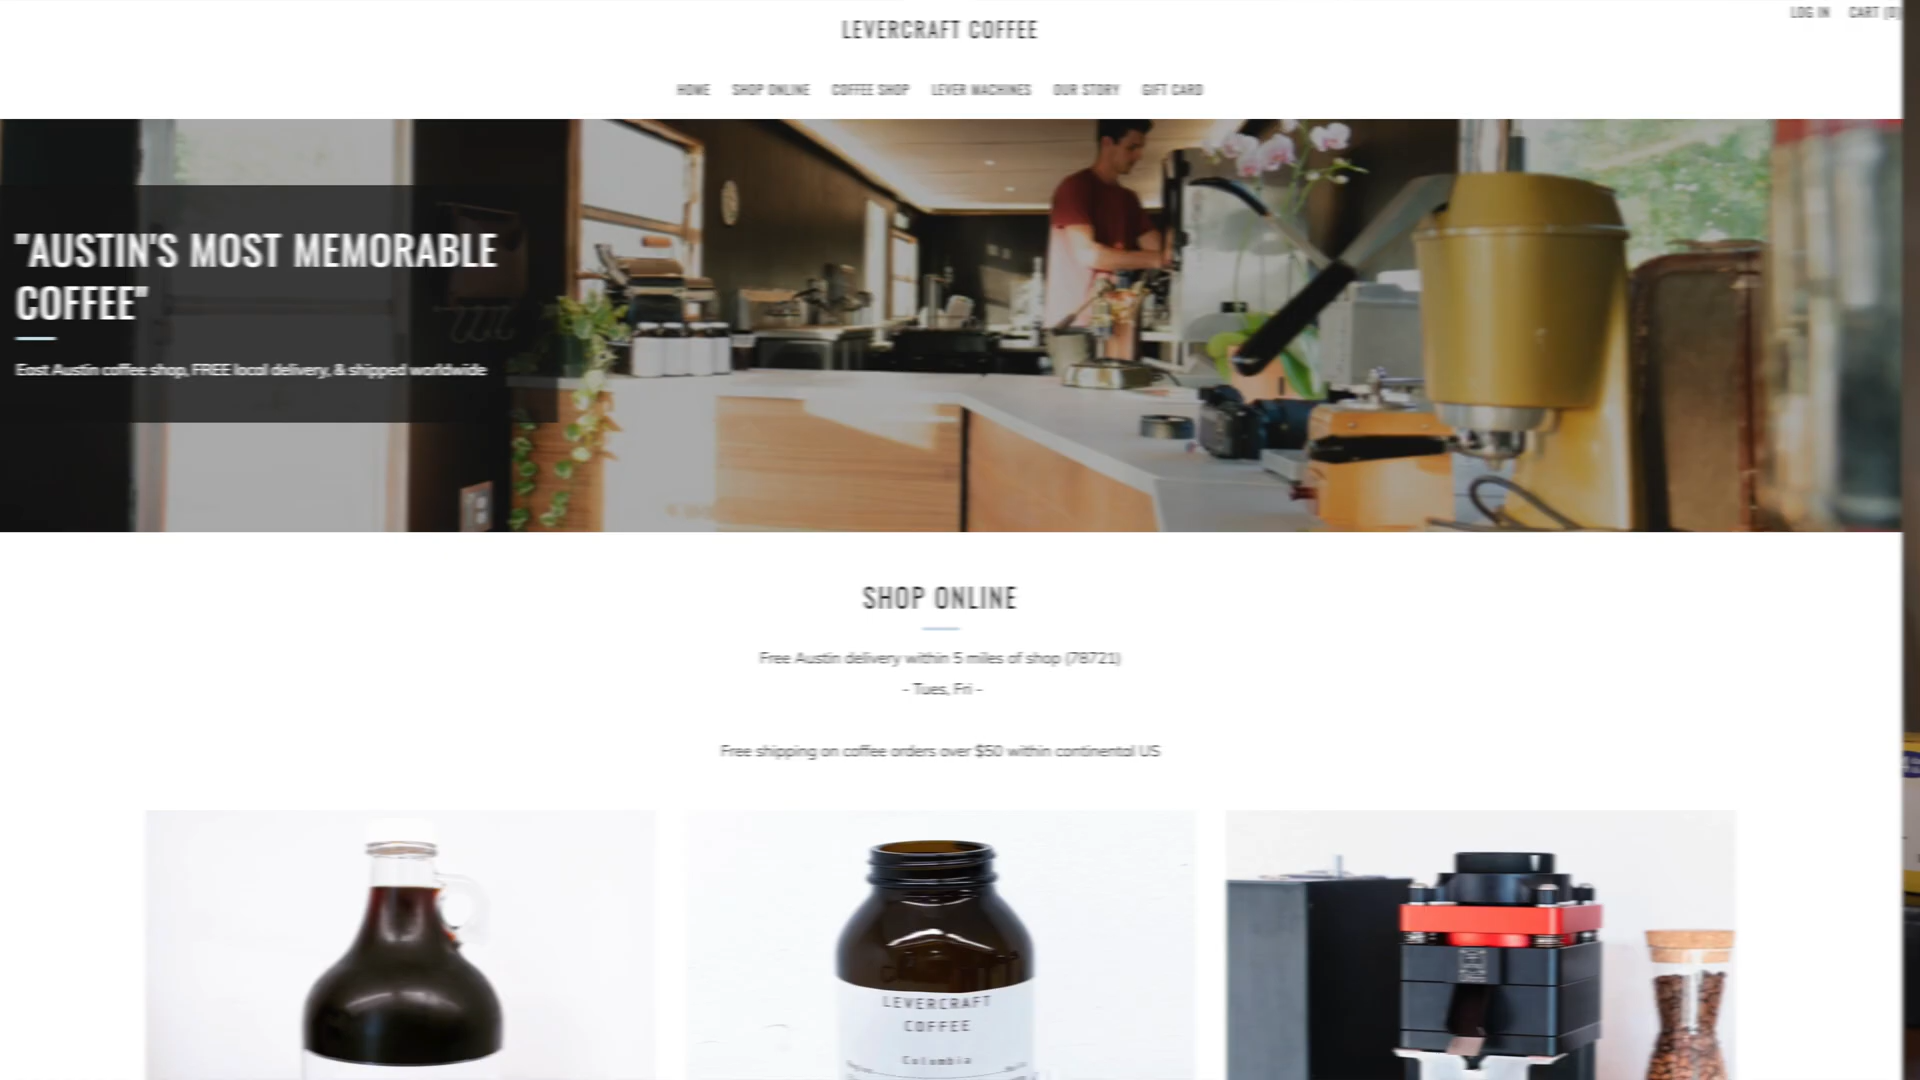 LOG IN CART (0)
LEVERCRAFT COFFEE
HOME SHOP ONLINE COFFEE SHOP LEVER MACHINES OUR STORY GIFT CARD
"AUSTIN'S MOST MEMORABLE
COFFEE"
East Austin coffee shop, FREE local delivery, & shipped worldwide
SHOP ONLINE
Free Austin delivery within 5 miles of shop (78721)
- Tues, Fri -
Free shipping on coffee orders over $50 within continental US
LEVERCRAFT
COFFEE
Colombia